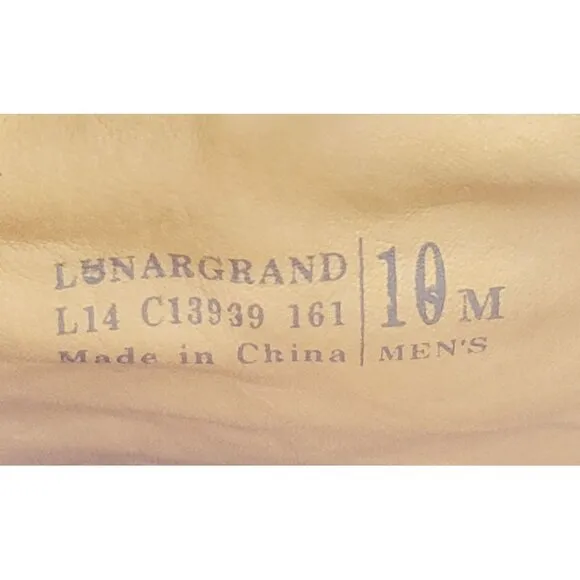 LUNARGRAND
L14 C13939 161
Made in China
10 M
MEN'S